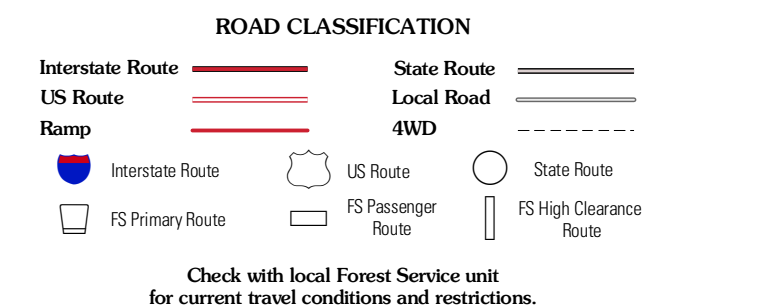 ROAD CLASSIFICATION
Interstate Route
State Route
US Route
Local Road
Ramp
4WD
Interstate Route
US Route
State Route
FS Primary Route
FS Passenger
Route
FS High Clearance
Route
Check with local Forest Service unit
for current travel conditions and restrictions.